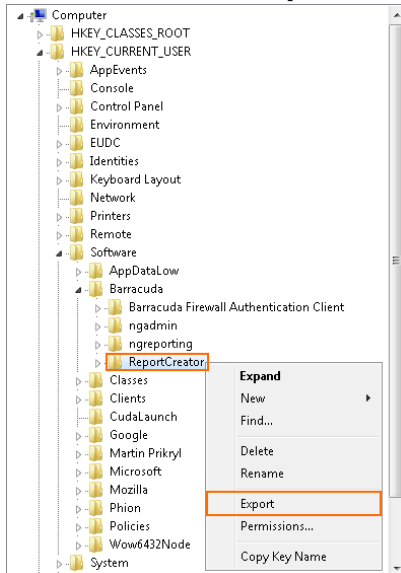 Computer
HKEY_CLASSES_ROOT
HKEY_CURRENT_USER
AppEvents
Console
Control Panel
Environment
EUDC
Identities
Keyboard Layout
Network
Printers
Remote
Software
AppDataLow
Barracuda
Barracuda Firewall Authentication Client
ngadmin
ngreporting
ReportCreator
Classes
Clients
CudaLaunch
Google
Martin Prikryl
Microsoft
Mozilla
Phion
Policies
Wow6432Node
System
Expand
New
Find...
Delete
Rename
Export
Permissions...
Copy Key Name